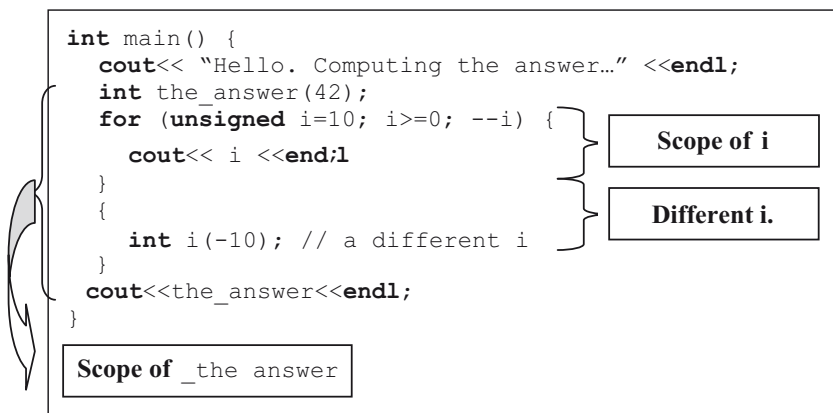 int main() {
cout<< “Hello. Computing the answer…” <<endl;
int the_answer(42);
for (unsigned i=10; i>=0; --i) {
Scope of i
cout<< i <<end;l
}
Different i.
{
int i(-10); // a different i
}
cout<<the_answer<<endl;
}
Scope of _the answer